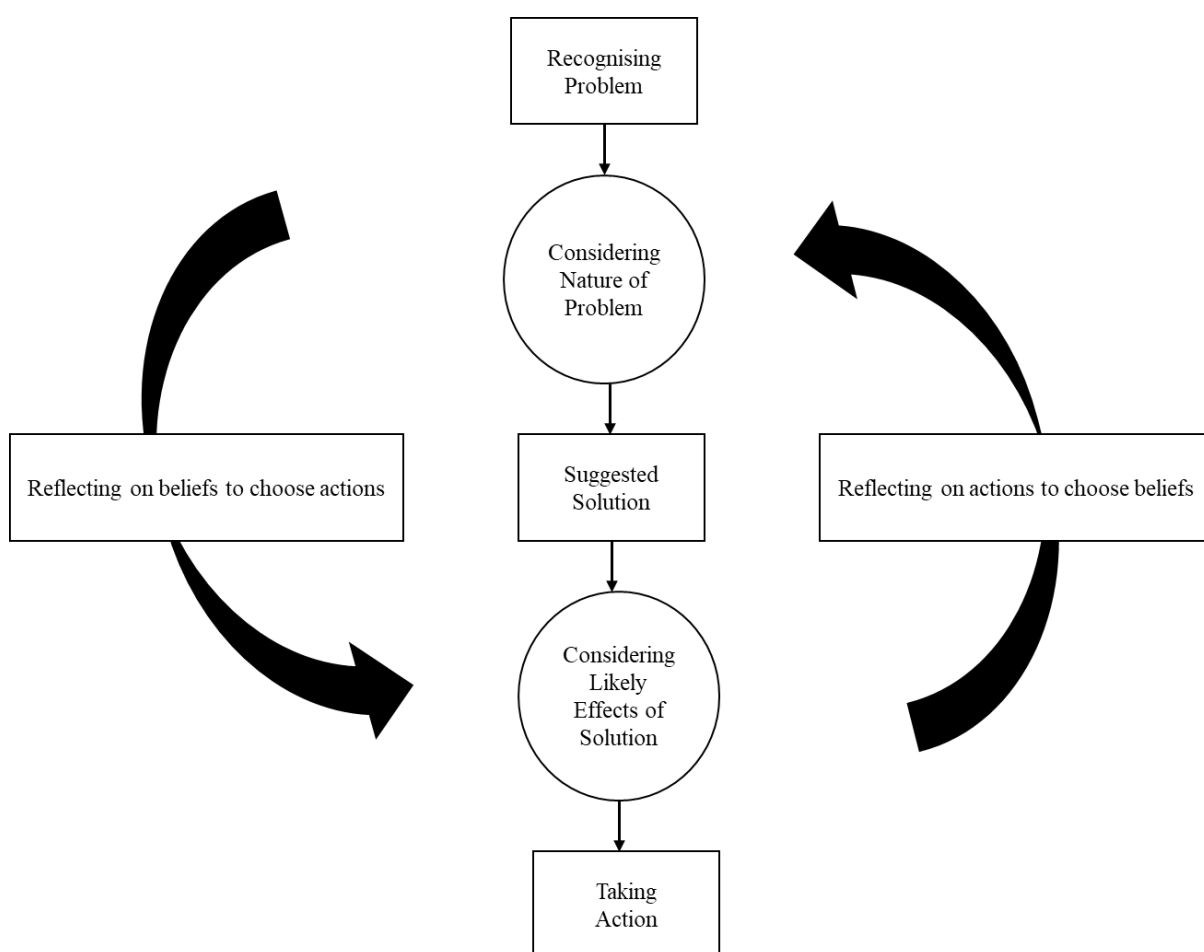 Recognising
Problem
Considering
Nature of
Problem
Reflecting on beliefs to choose actions
Suggested
Solution
Reflecting on actions to choose beliefs
Considering
Likely
Effects of
Solution
Taking
Action